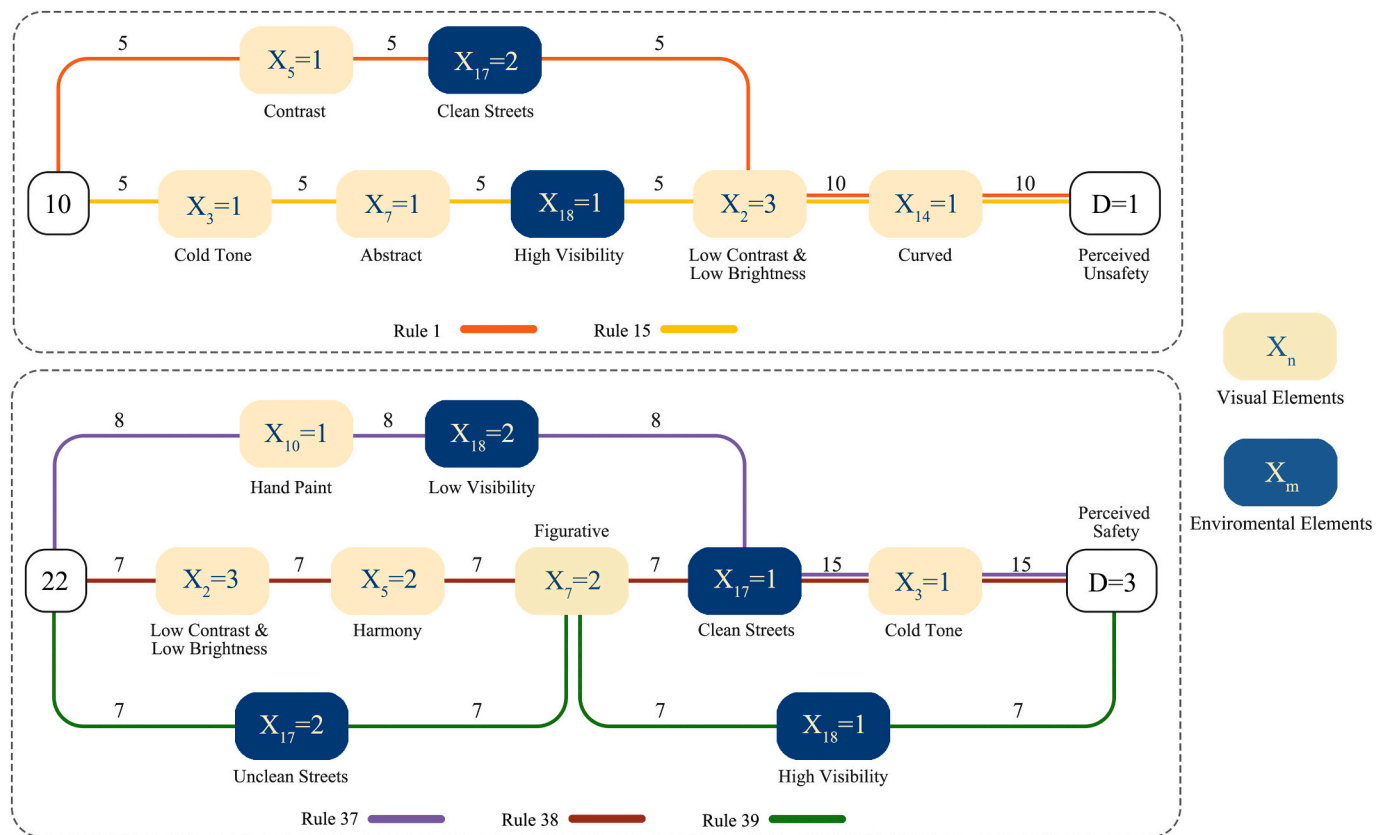 5 5 5
X₅=1 X₁₇=2
Contrast Clean Streets
5 5 5 5 10 10
10 X₃=1 X₇=1 X₁₈=1 X₂=3 X₁₄=1 D=1
Cold Tone Abstract High Visibility Low Contrast & Curved Perceived
Low Brightness Unsafety
Rule 1 Rule 15
Xₙ
Visual Elements
Xₘ
Enviromental Elements
8 8 8
X₁₀=1 X₁₈=2
Hand Paint Low Visibility
Figurative
Perceived
Safety
7 7 7 7 15 15
22 X₂=3 X₅=2 X₇=2 X₁₇=1 X₃=1 D=3
Low Contrast & Harmony Clean Streets Cold Tone
Low Brightness
7 7 7 7
X₁₇=2 X₁₈=1
Unclean Streets High Visibility
Rule 37 Rule 38 Rule 39